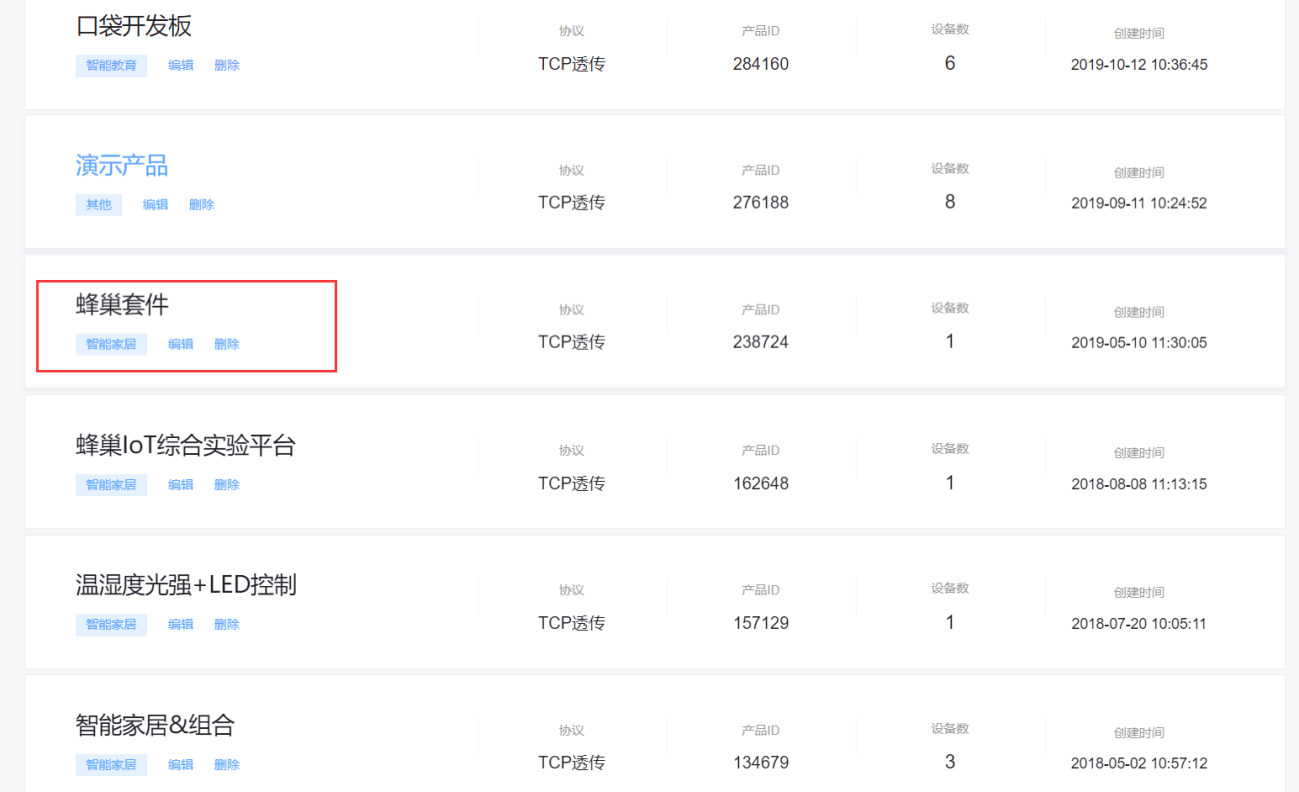 口袋开发板
智能教育 编辑 删除
协议 产品ID 设备数 创建时间
TCP透传 284160 6 2019-10-12 10:36:45
演示产品
其他 编辑 删除
协议 产品ID 设备数 创建时间
TCP透传 276188 8 2019-09-11 10:24:52
蜂巢套件
智能家居 编辑 删除
协议 产品ID 设备数 创建时间
TCP透传 238724 1 2019-05-10 11:30:05
蜂巢IoT综合实验平台
智能家居 编辑 删除
协议 产品ID 设备数 创建时间
TCP透传 162648 1 2018-08-08 11:13:15
温湿度光强+LED控制
智能家居 编辑 删除
协议 产品ID 设备数 创建时间
TCP透传 157129 1 2018-07-20 10:05:11
智能家居&组合
智能家居 编辑 删除
协议 产品ID 设备数 创建时间
TCP透传 134679 3 2018-05-02 10:57:12